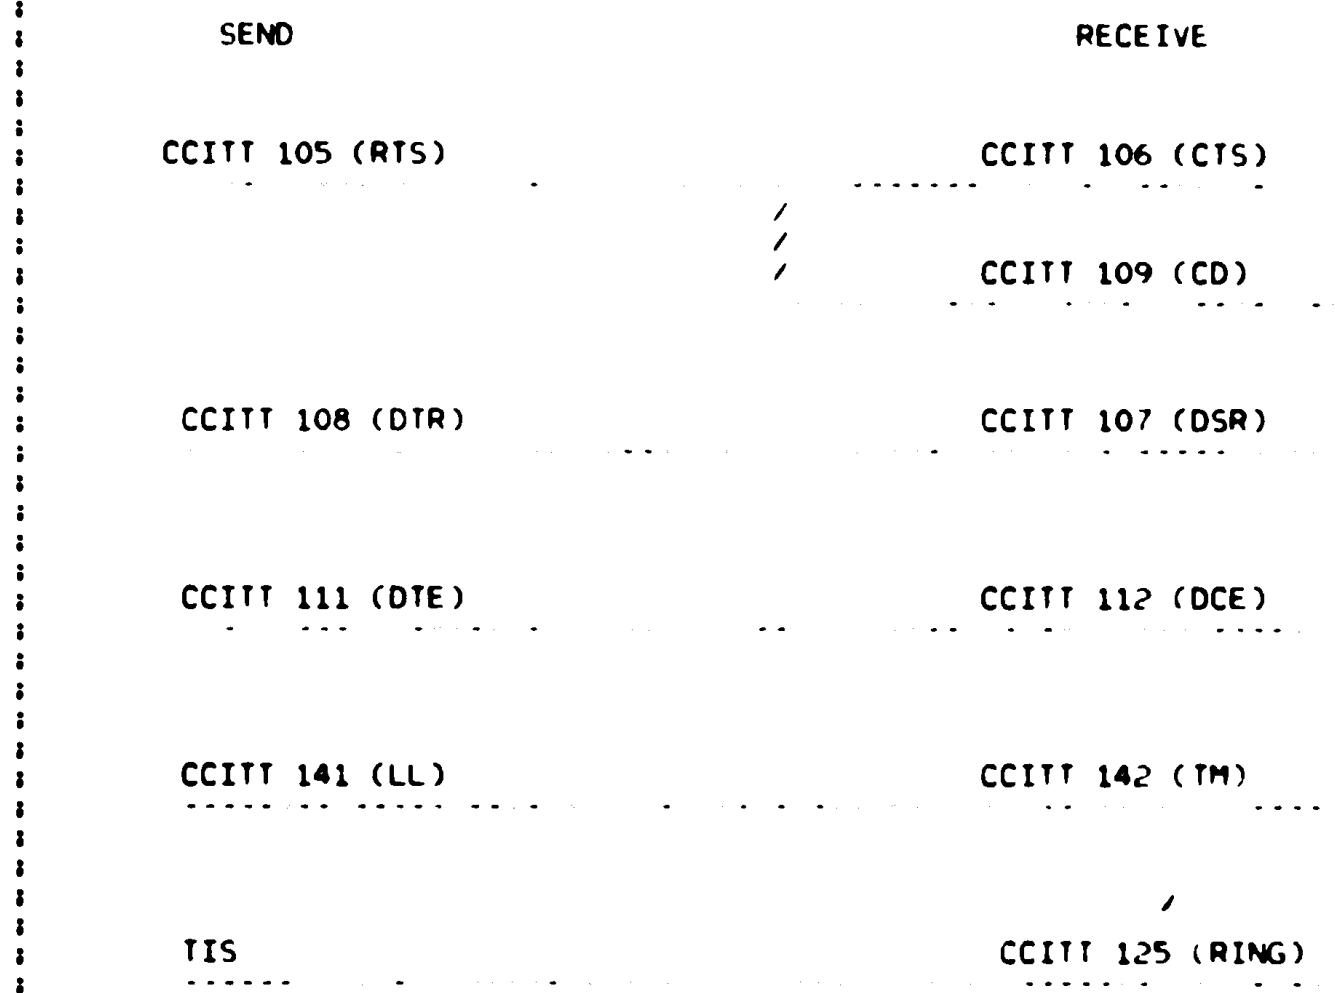 SEND RECEIVE
CCITT 105 (RTS) CCITT 106 (CTS)
CCITT 109 (CD)
CCITT 108 (DTR) CCITT 107 (DSR)
CCITT 111 (DTE) CCITT 112 (DCE)
CCITT 141 (LL) CCITT 142 (TM)
TIS CCITT 125 (RING)